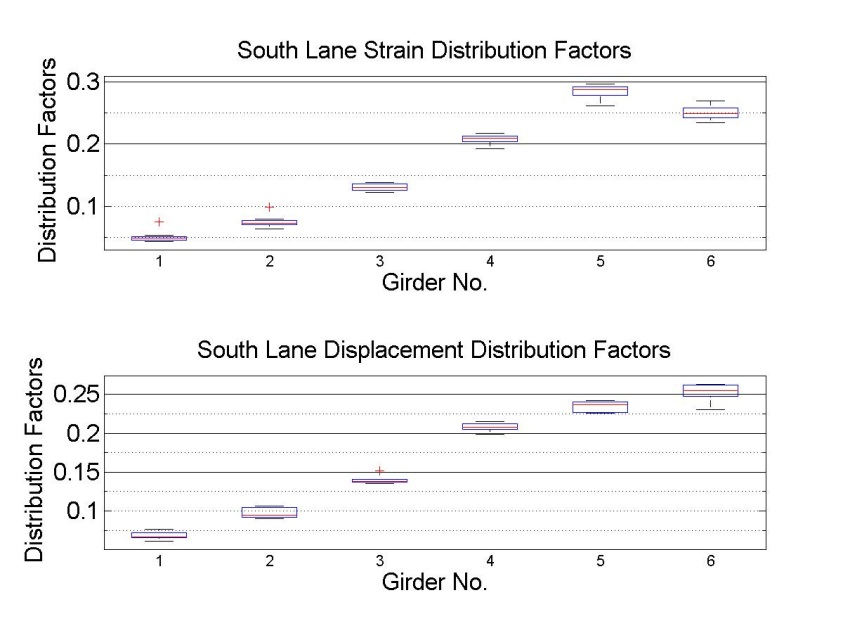 South Lane Strain Distribution Factors
Distribution Factors
0.3
0.2
0.1
1 2 3 4 5 6
Girder No.
South Lane Displacement Distribution Factors
Distribution Factors
0.25
0.2
0.15
0.1
1 2 3 4 5 6
Girder No.